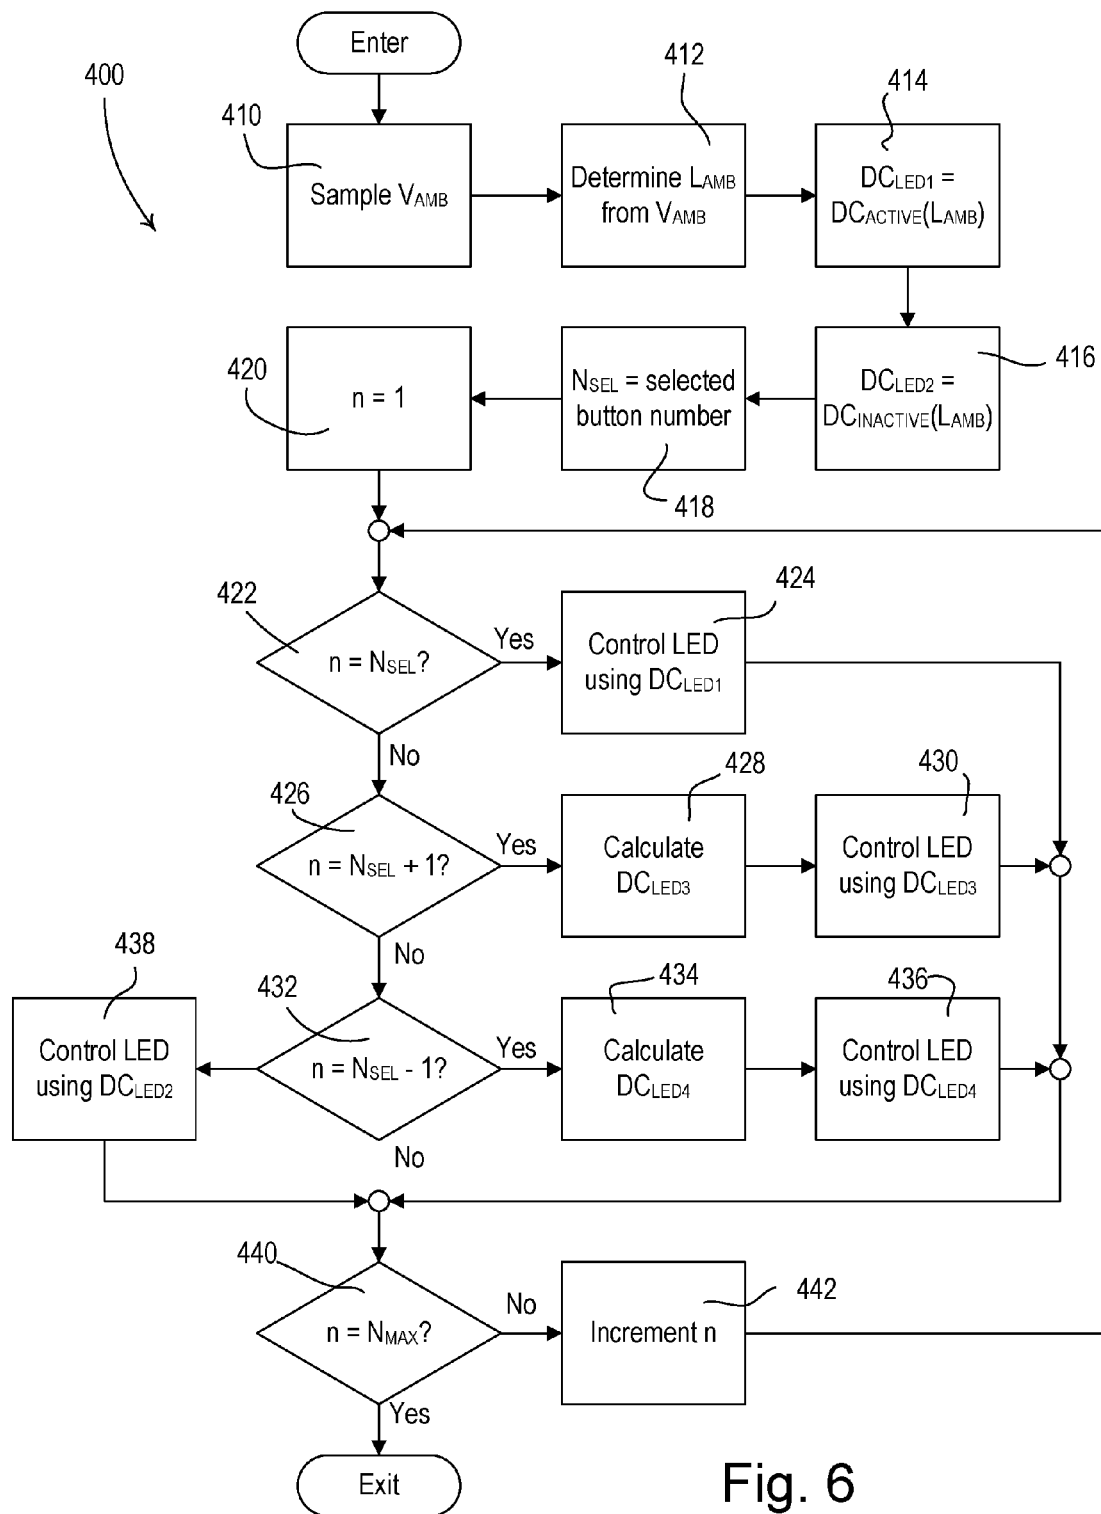 Enter
400
410
Sample VAMB
412
Determine LAMB
from VAMB
414
DCLED1 =
DCACTIVE(LAMB)
416
DCLED2 =
DCINACTIVE(LAMB)
418
NSEL = selected
button number
420
n = 1
422
n = NSEL?
Yes
No
424
Control LED
using DCLED1
426
n = NSEL + 1?
Yes
No
428
Calculate
DCLED3
430
Control LED
using DCLED3
432
n = NSEL - 1?
Yes
No
434
Calculate
DCLED4
436
Control LED
using DCLED4
438
Control LED
using DCLED2
440
n = NMAX?
No
Yes
442
Increment n
Exit
Fig. 6